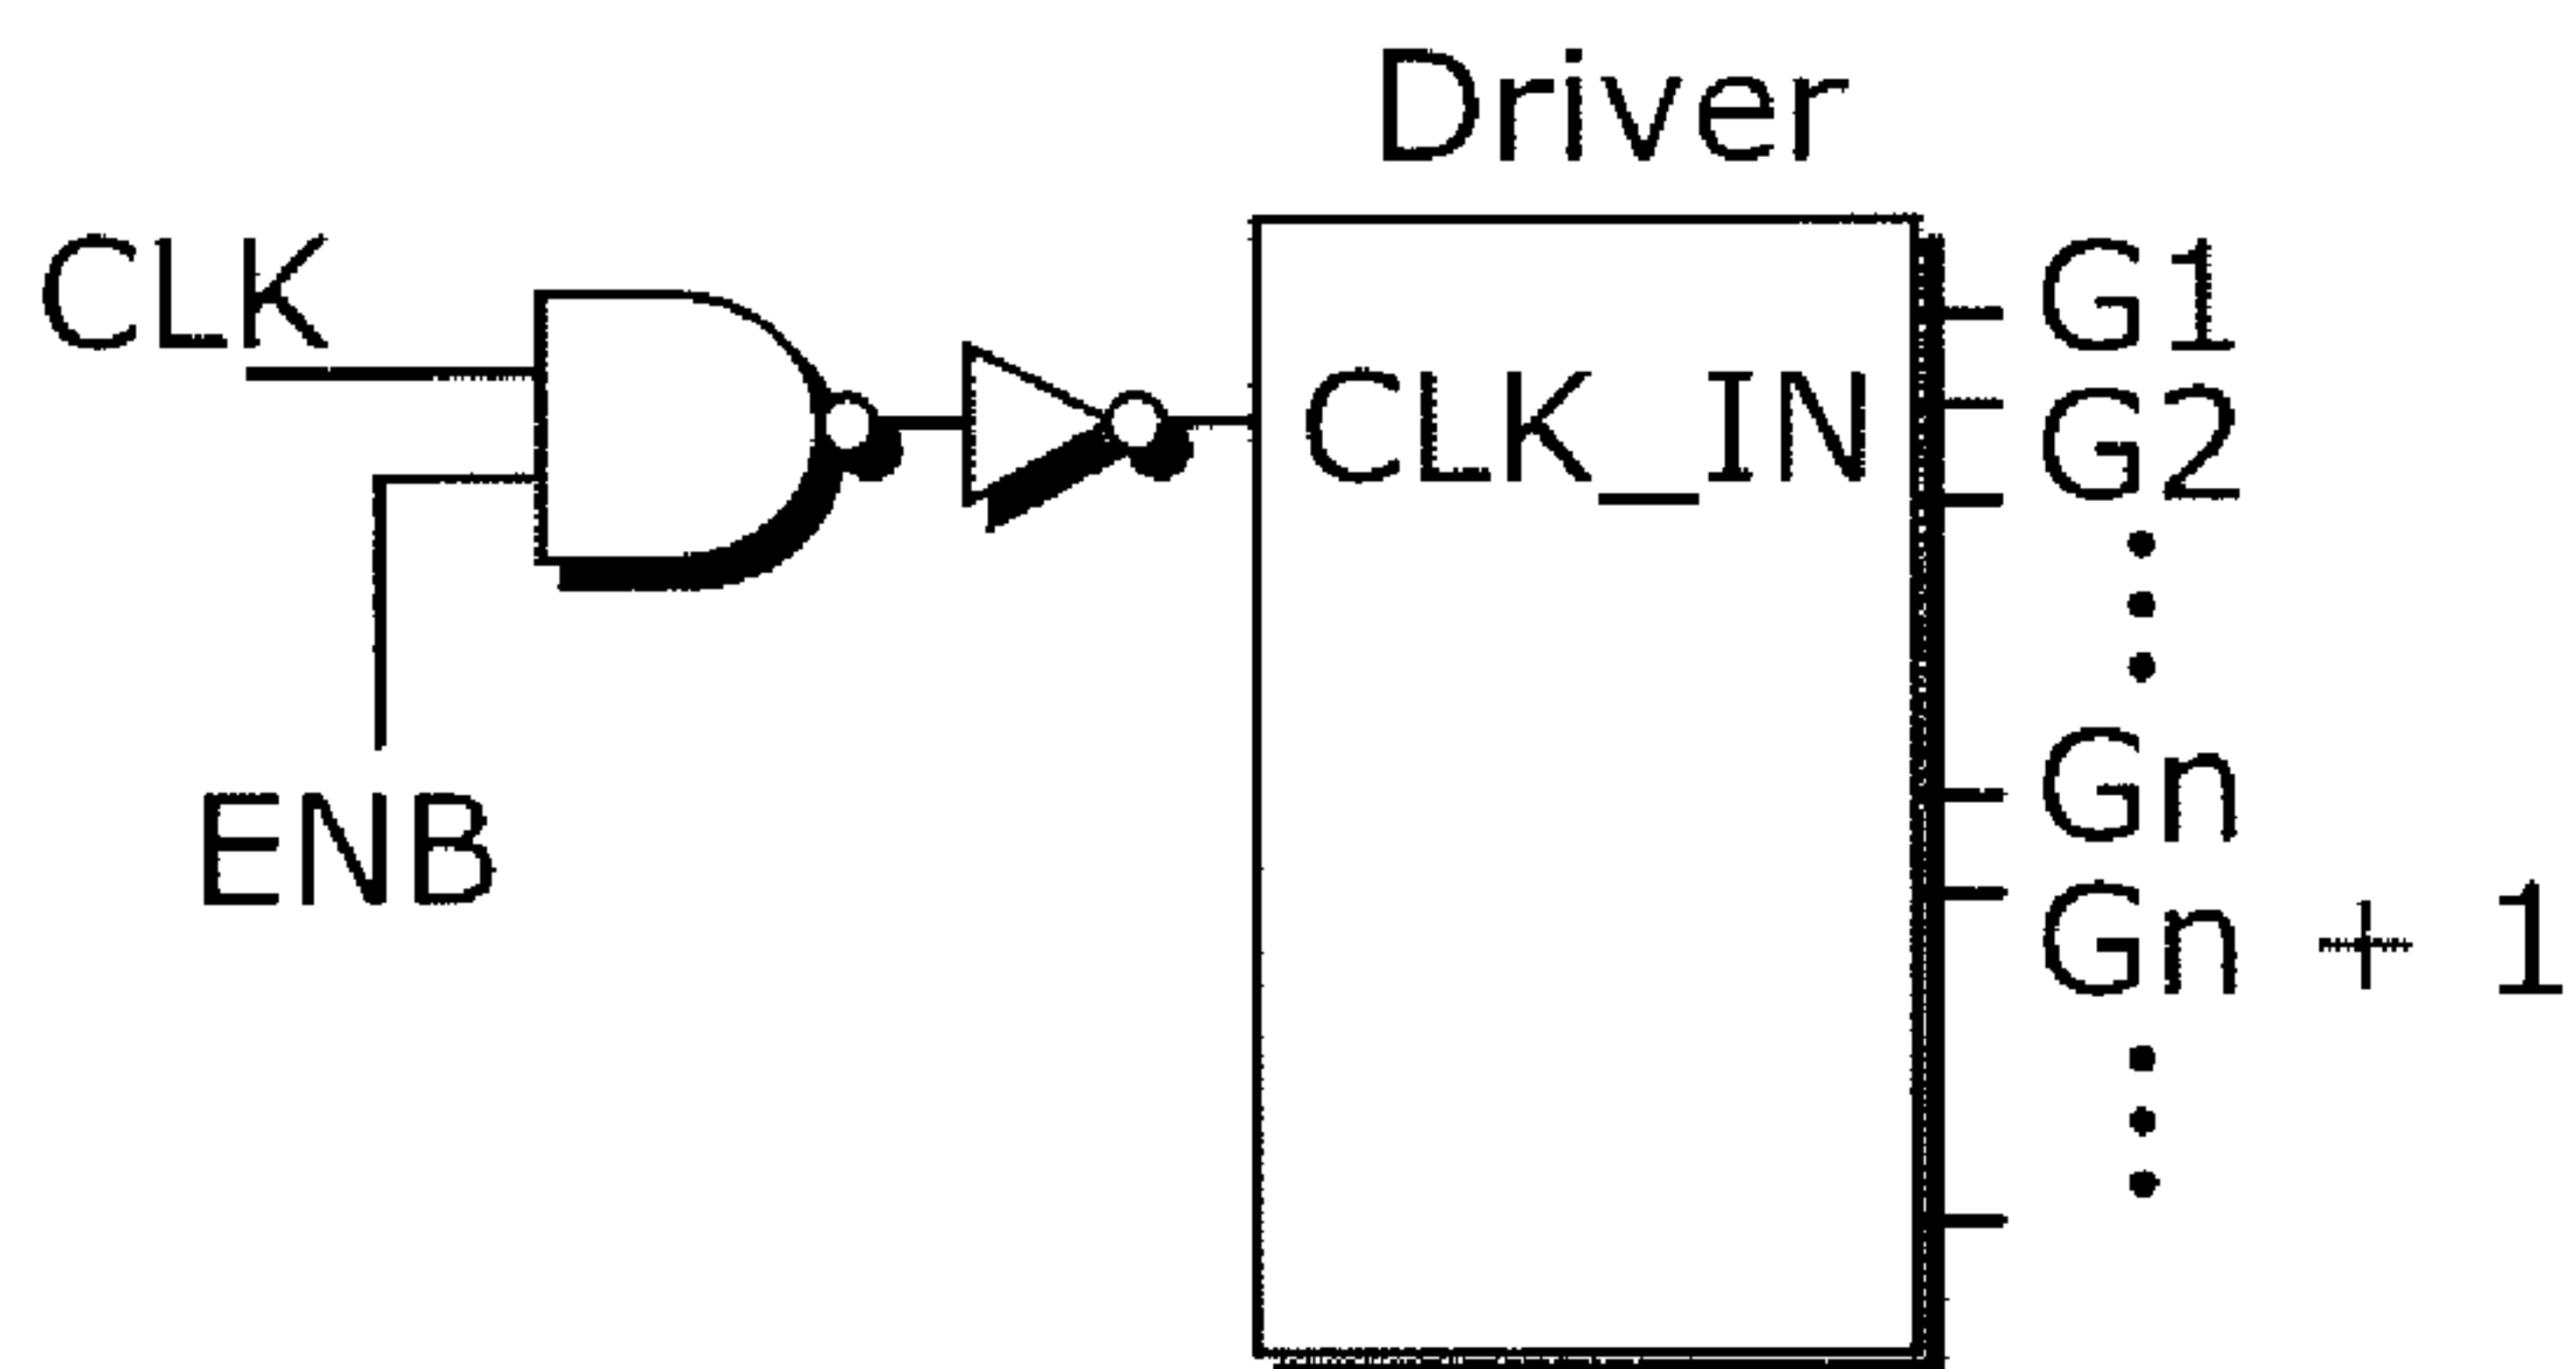 Driver
CLK
CLK_IN
ENB
G1
G2
Gn
Gn + 1